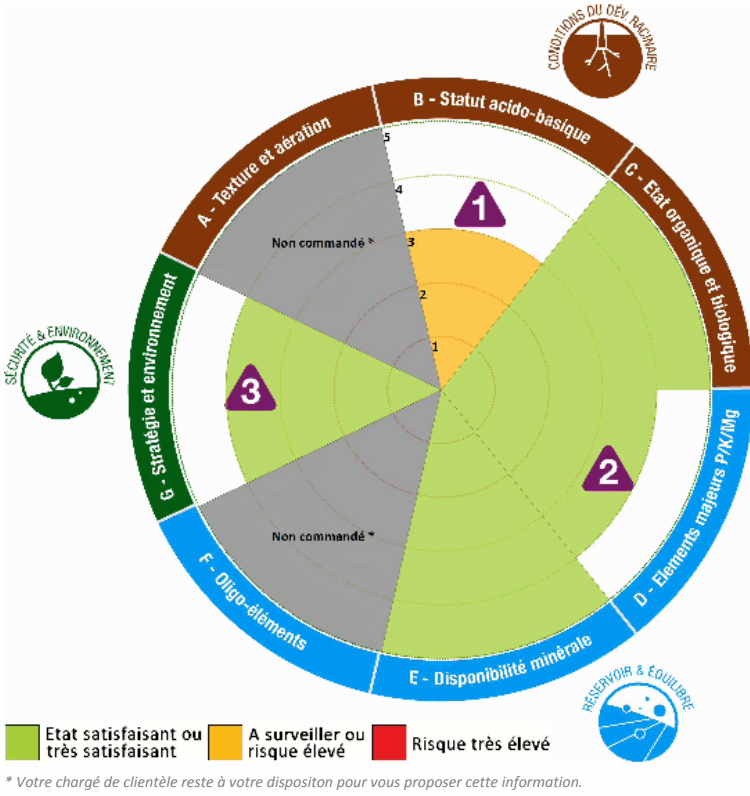 CONDITIONS DU DÉV. RACINAIRE
B - Statut acido-basique
A - Texture et aération
C - Etat organique et biologique
5
4
1
Non commandé *
3
2
1
SÉCURITÉ & ENVIRONNEMENT
G - Stratégie et environnement
3
2
Non commandé *
D - Elements majeurs P/K/Mg
F - Oligo-éléments
E - Disponibilité minérale
RÉSERVOIR & ÉQUILIBRE
Etat satisfaisant ou
très satisfaisant
A surveiller ou
risque élevé
Risque très élevé
* Votre chargé de clientèle reste à votre dispositon pour vous proposer cette information.